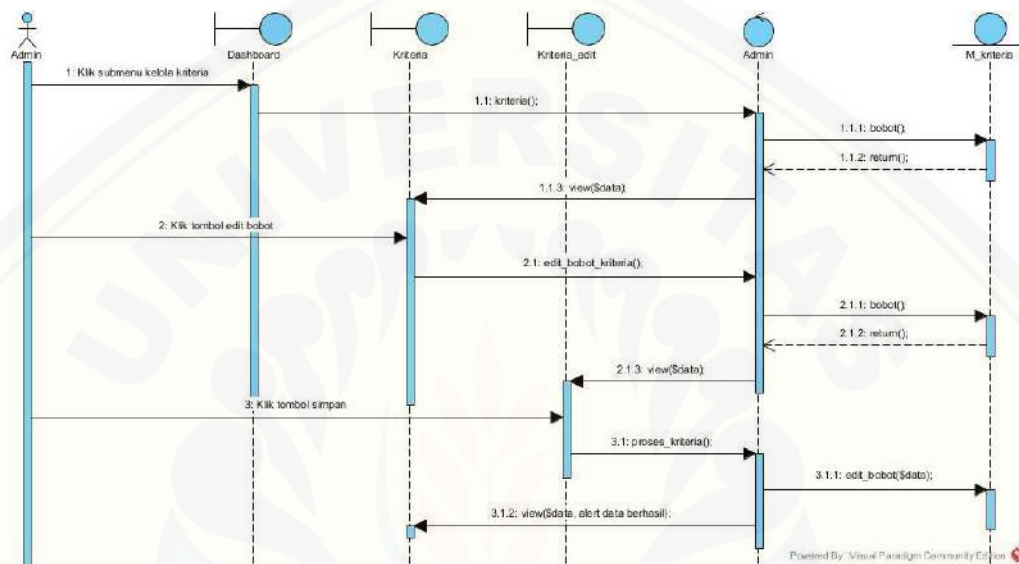 Admin
Dashboard
Kriteria
Kriteria_edit
Admin
M_kriteria
1: Klik submenu kelola kriteria
1.1: kriteria();
1.1.1: bobot();
1.1.2: return();
1.1.3: view($data);
2: Klik tombol edit bobot
2.1: edit_bobot_kriteria();
2.1.1: bobot();
2.1.2: return();
2.1.3: view($data);
3: Klik tombol simpan
3.1: proses_kriteria();
3.1.1: edit_bobot($data);
3.1.2: view($data, alert data berhasil);
Powered By Visual Paradigm Community Edition
UNIVERSITAS